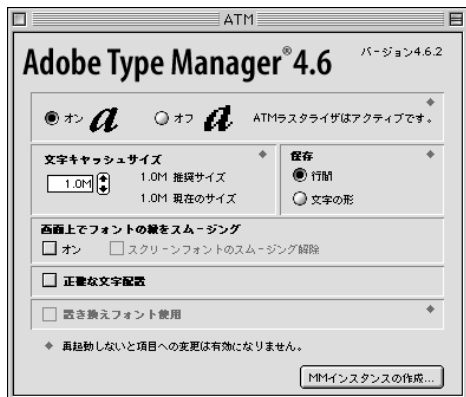 ATM
Adobe Type Manager®4.6 バージョン4.6.2
オン a オフ a ATMラスタライザはアクティブです。
文字キャッシュサイズ
1.0M 1.0M 推奨サイズ
1.0M 現在のサイズ
保存
行間
文字の形
画面上でフォントの縁をスムージング
オン スクリーンフォントのスムージング解除
正確な文字配置
置き換えフォント使用
再起動しないと項目への変更は有効になりません。
MMインスタンスの作成...